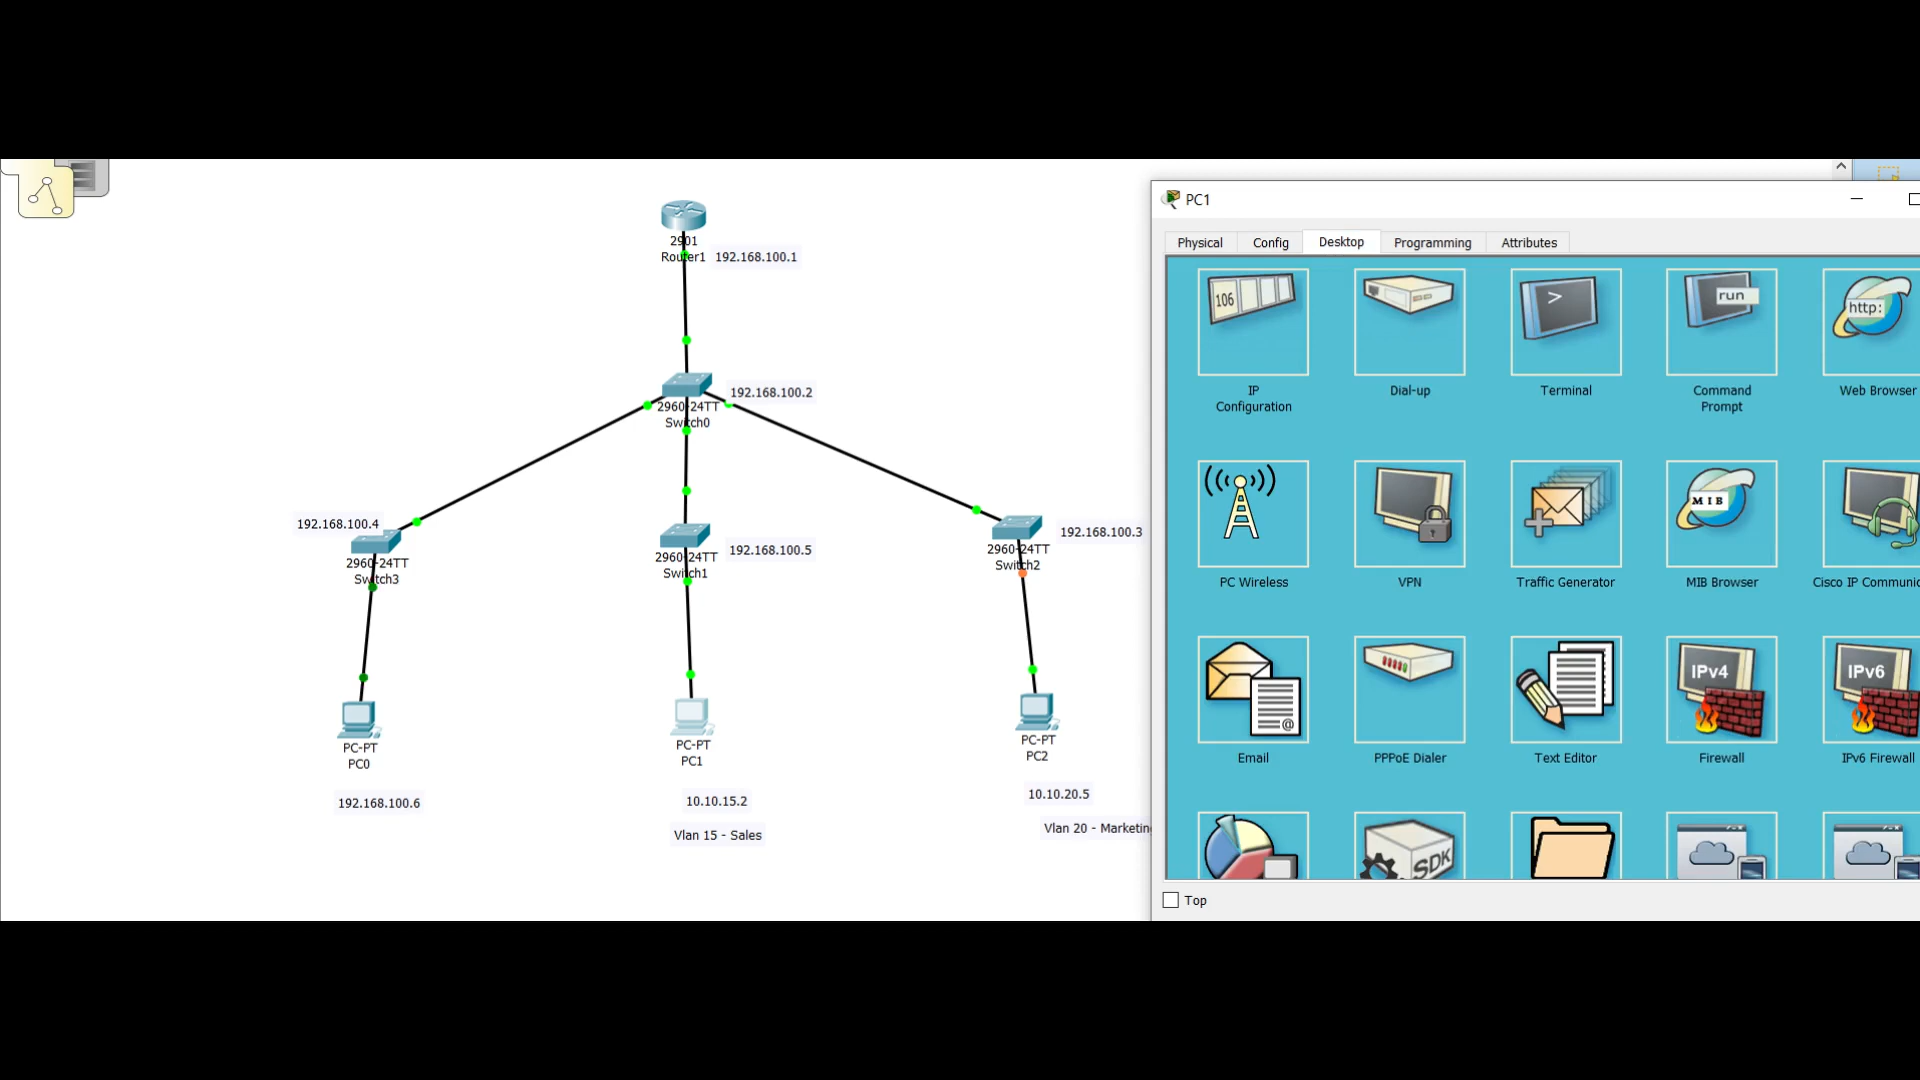 2901
Router1
192.168.100.1
192.168.100.2
2960-24TT
Switch0
192.168.100.4
2960-24TT
Switch3
2960-24TT
Switch1
192.168.100.5
2960-24TT
Switch2
192.168.100.3
PC-PT
PC0
192.168.100.6
PC-PT
PC1
10.10.15.2
Vlan 15 - Sales
PC-PT
PC2
10.10.20.5
Vlan 20 - Marketing
PC1
Physical
Config
Desktop
Programming
Attributes
106
IP
Configuration
Dial-up
>
Terminal
run
Command
Prompt
http:
Web Browser
PC Wireless
VPN
Traffic Generator
MIB
MIB Browser
Cisco IP Communic
@
Email
PPPoE Dialer
Text Editor
IPv4
Firewall
IPv6
IPv6 Firewall
SDK
Top